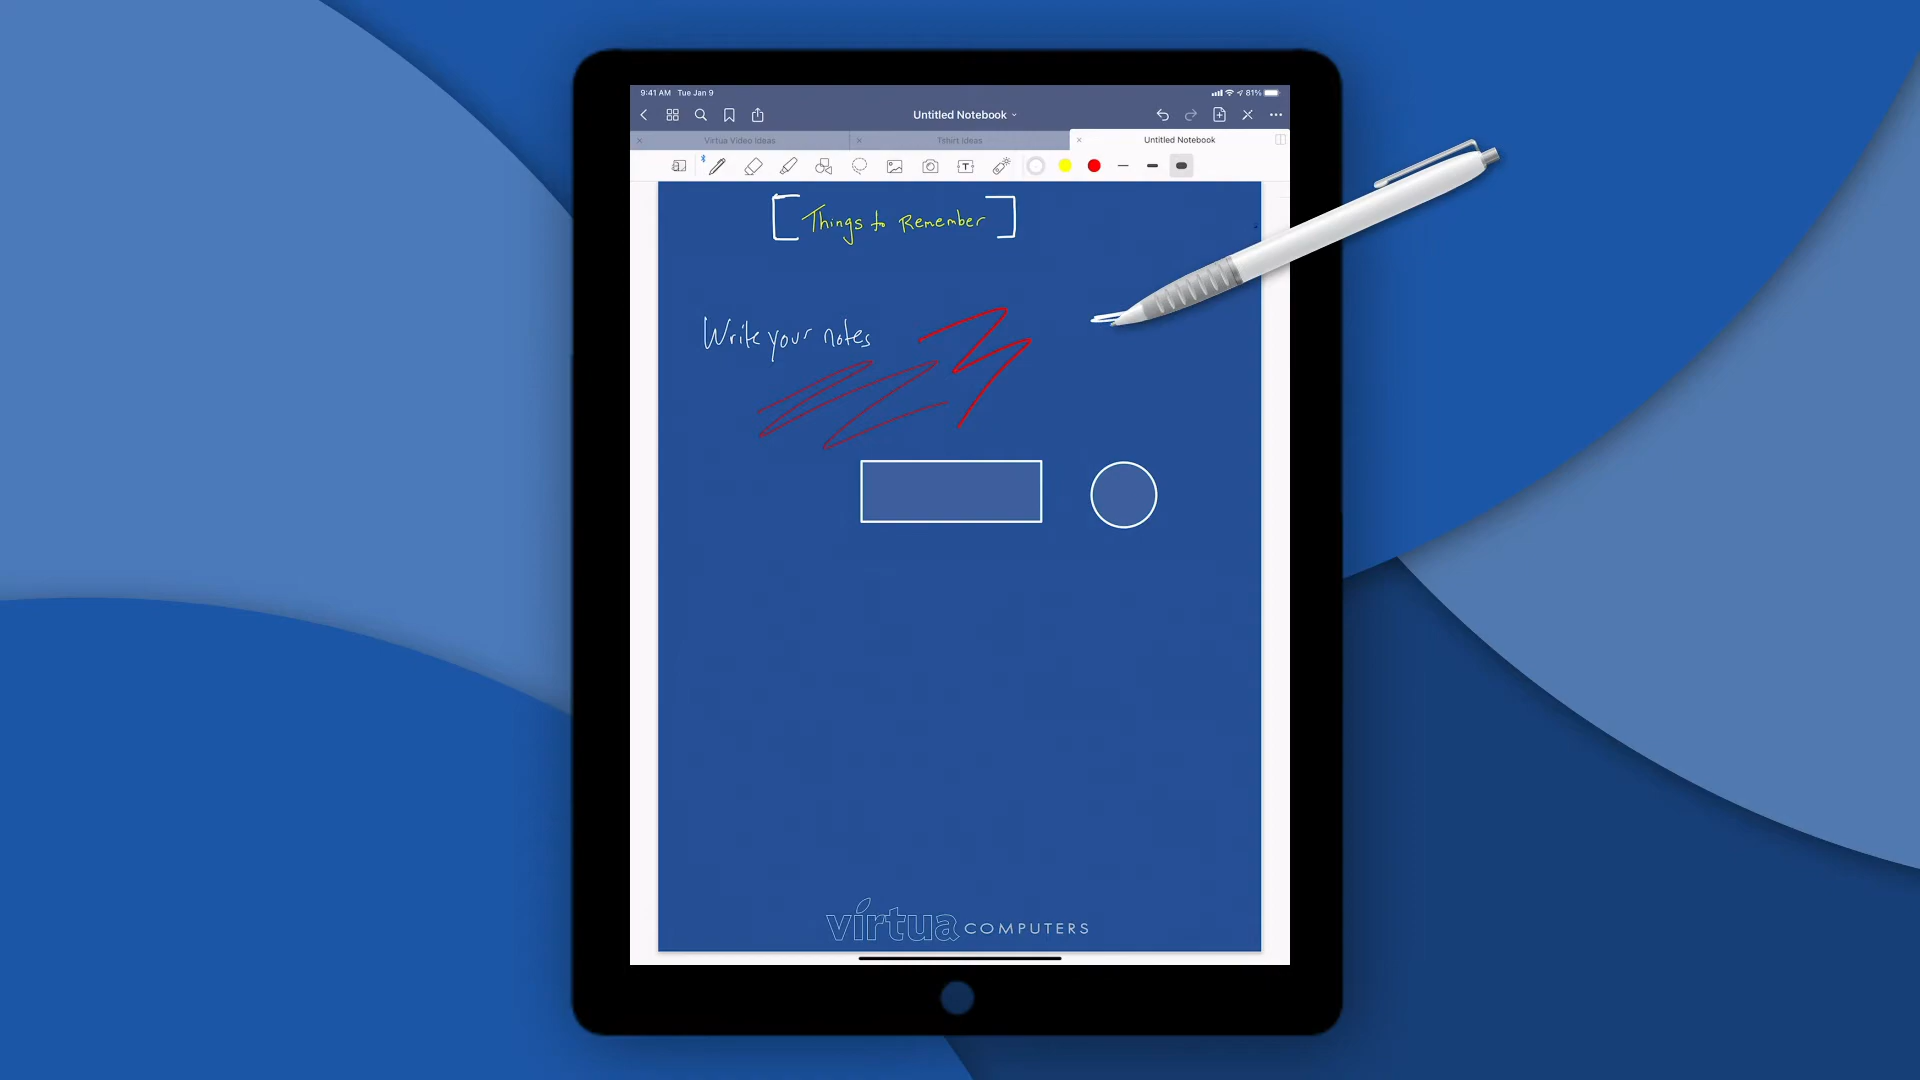 9:41 AM Tue Jan 9
81%
Untitled Notebook
Virtua Video Ideas
Tshirt Ideas
Untitled Notebook
T
[Things to Remember]
Write your notes
virtua COMPUTERS